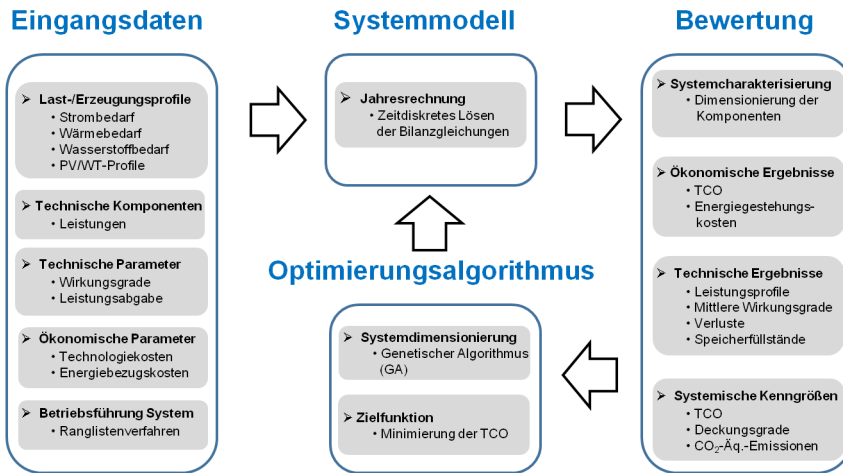 Eingangsdaten
➢ Last-/Erzeugungsprofile
• Strombedarf
• Wärmebedarf
• Wasserstoffbedarf
• PV/WT-Profile
➢ Technische Komponenten
• Leistungen
➢ Technische Parameter
• Wirkungsgrade
• Leistungsabgabe
➢ Ökonomische Parameter
• Technologiekosten
• Energiebezugskosten
➢ Betriebsführung System
• Ranglistenverfahren
Systemmodell
➢ Jahresrechnung
• Zeitdiskretes Lösen
der Bilanzgleichungen
Optimierungsalgorithmus
➢ Systemdimensionierung
• Genetischer Algorithmus
(GA)
➢ Zielfunktion
• Minimierung der TCO
Bewertung
➢ Systemcharakterisierung
• Dimensionierung der
Komponenten
➢ Ökonomische Ergebnisse
• TCO
• Energiegestehungs-
kosten
➢ Technische Ergebnisse
• Leistungsprofile
• Mittlere Wirkungsgrade
• Verluste
• Speicherfüllstände
➢ Systemische Kenngrößen
• TCO
• Deckungsgrade
• CO₂-Äq.-Emissionen